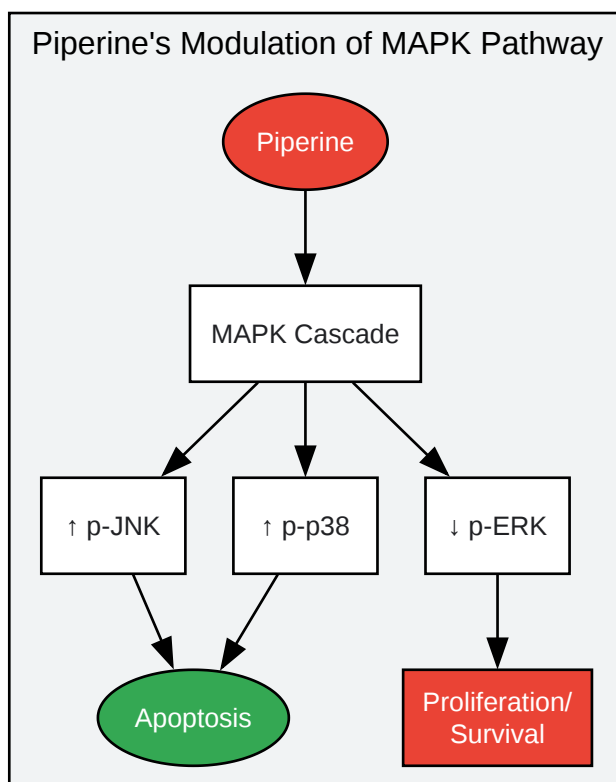 Piperine's Modulation of MAPK Pathway
Piperine
MAPK Cascade
↑ p-JNK
↑ p-p38
↓ p-ERK
Apoptosis
Proliferation/
Survival